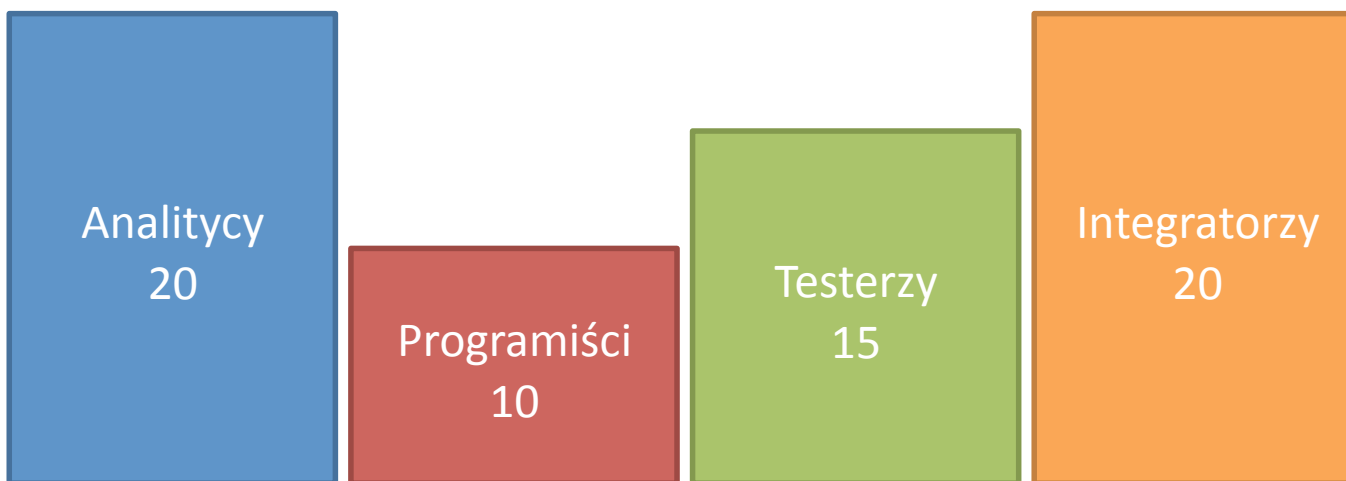 Analitycy
20
Programiści
10
Testerzy
15
Integratorzy
20